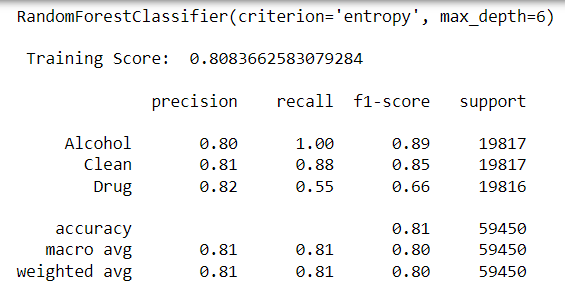 RandomForestClassifier(criterion='entropy', max_depth=6)
Training Score:  0.8083662583079284
precision    recall  f1-score   support
Alcohol       0.80      1.00      0.89     19817
Clean       0.81      0.88      0.85     19817
Drug       0.82      0.55      0.66     19816
accuracy                           0.81     59450
macro avg       0.81      0.81      0.80     59450
weighted avg       0.81      0.81      0.80     59450